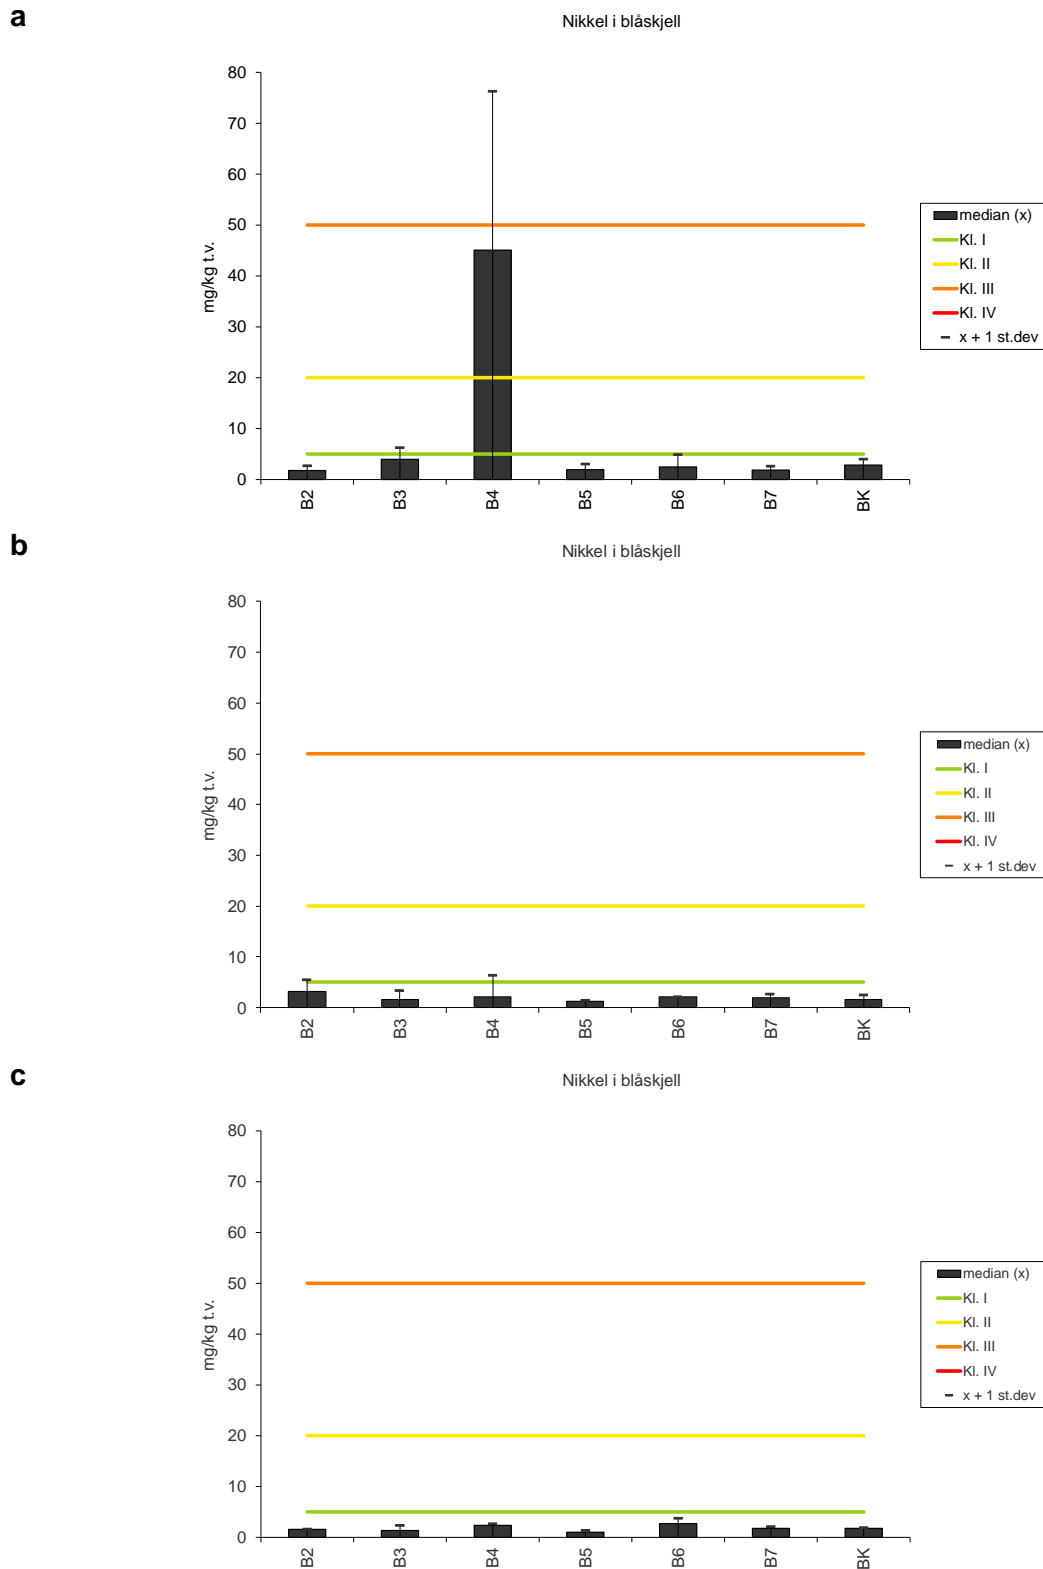 a
Nikkel i blåskjell
80
70
60
50
40
30
20
10
0
mg/kg t.v.
B2
B3
B4
B5
B6
B7
BK
median (x)
Kl. I
Kl. II
Kl. III
Kl. IV
x + 1 st.dev
b
Nikkel i blåskjell
80
70
60
50
40
30
20
10
0
mg/kg t.v.
B2
B3
B4
B5
B6
B7
BK
median (x)
Kl. I
Kl. II
Kl. III
Kl. IV
x + 1 st.dev
c
Nikkel i blåskjell
80
70
60
50
40
30
20
10
0
mg/kg t.v.
B2
B3
B4
B5
B6
B7
BK
median (x)
Kl. I
Kl. II
Kl. III
Kl. IV
x + 1 st.dev